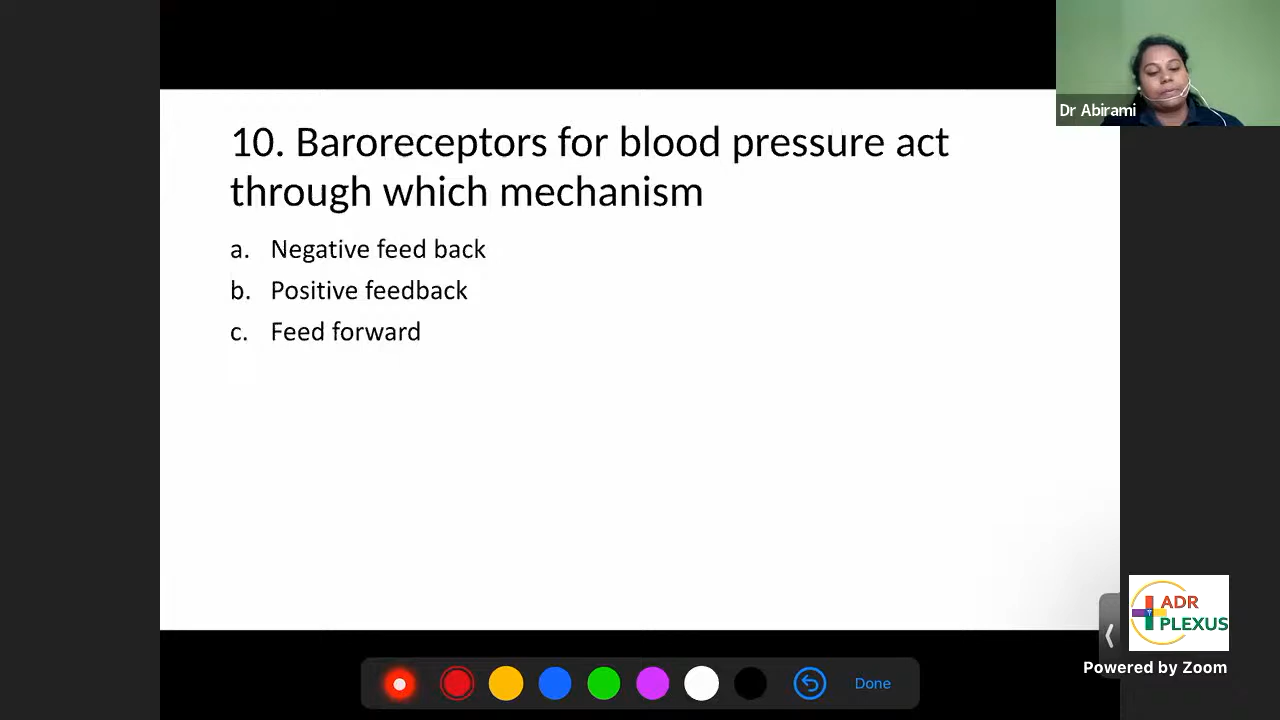 Dr Abirami
10. Baroreceptors for blood pressure act
through which mechanism
a. Negative feed back
b. Positive feedback
c. Feed forward
ADR
PLEXUS
Powered by Zoom
Done